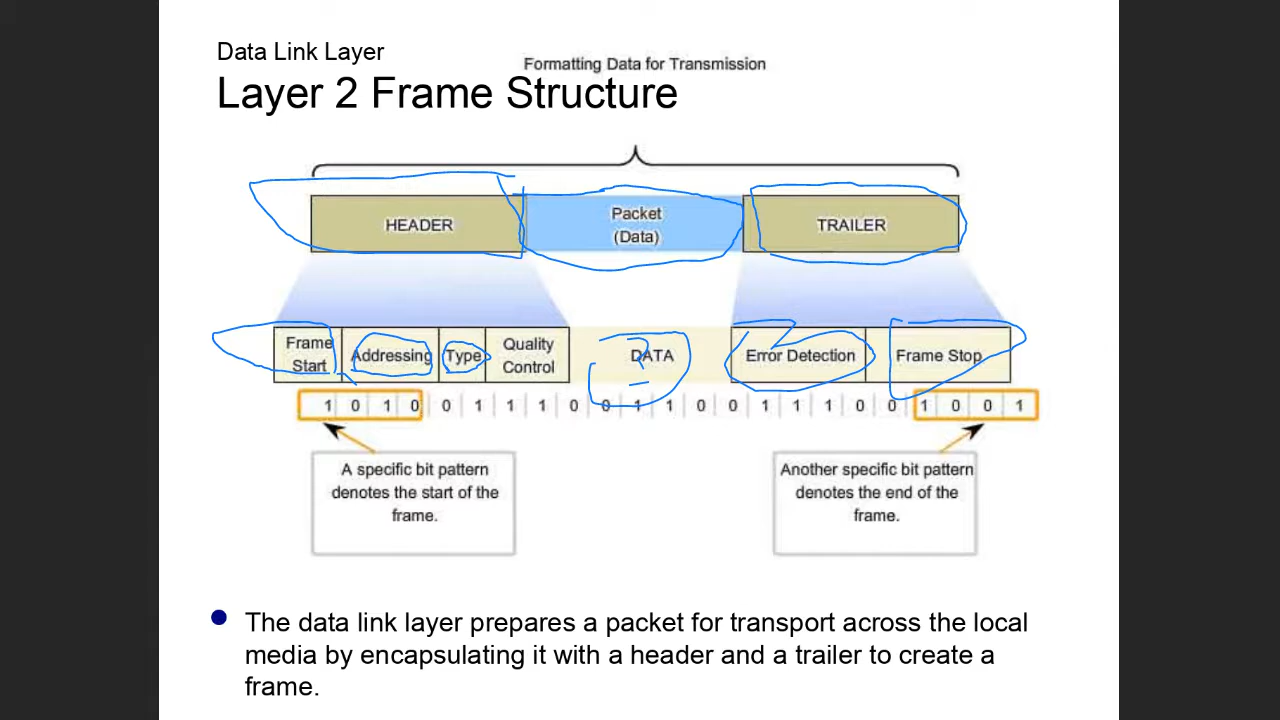 Data Link Layer
Formatting Data for Transmission
Layer 2 Frame Structure
HEADER
Packet
(Data)
TRAILER
Frame
Start
Addressing
Type
Quality
Control
DATA
Error Detection
Frame Stop
1 0 1 0 0 1 1 1 0 0 1 1 0 0 1 1 1 0 0 1 0 0 1
A specific bit pattern
denotes the start of the
frame.
Another specific bit pattern
denotes the end of the
frame.
The data link layer prepares a packet for transport across the local
media by encapsulating it with a header and a trailer to create a
frame.